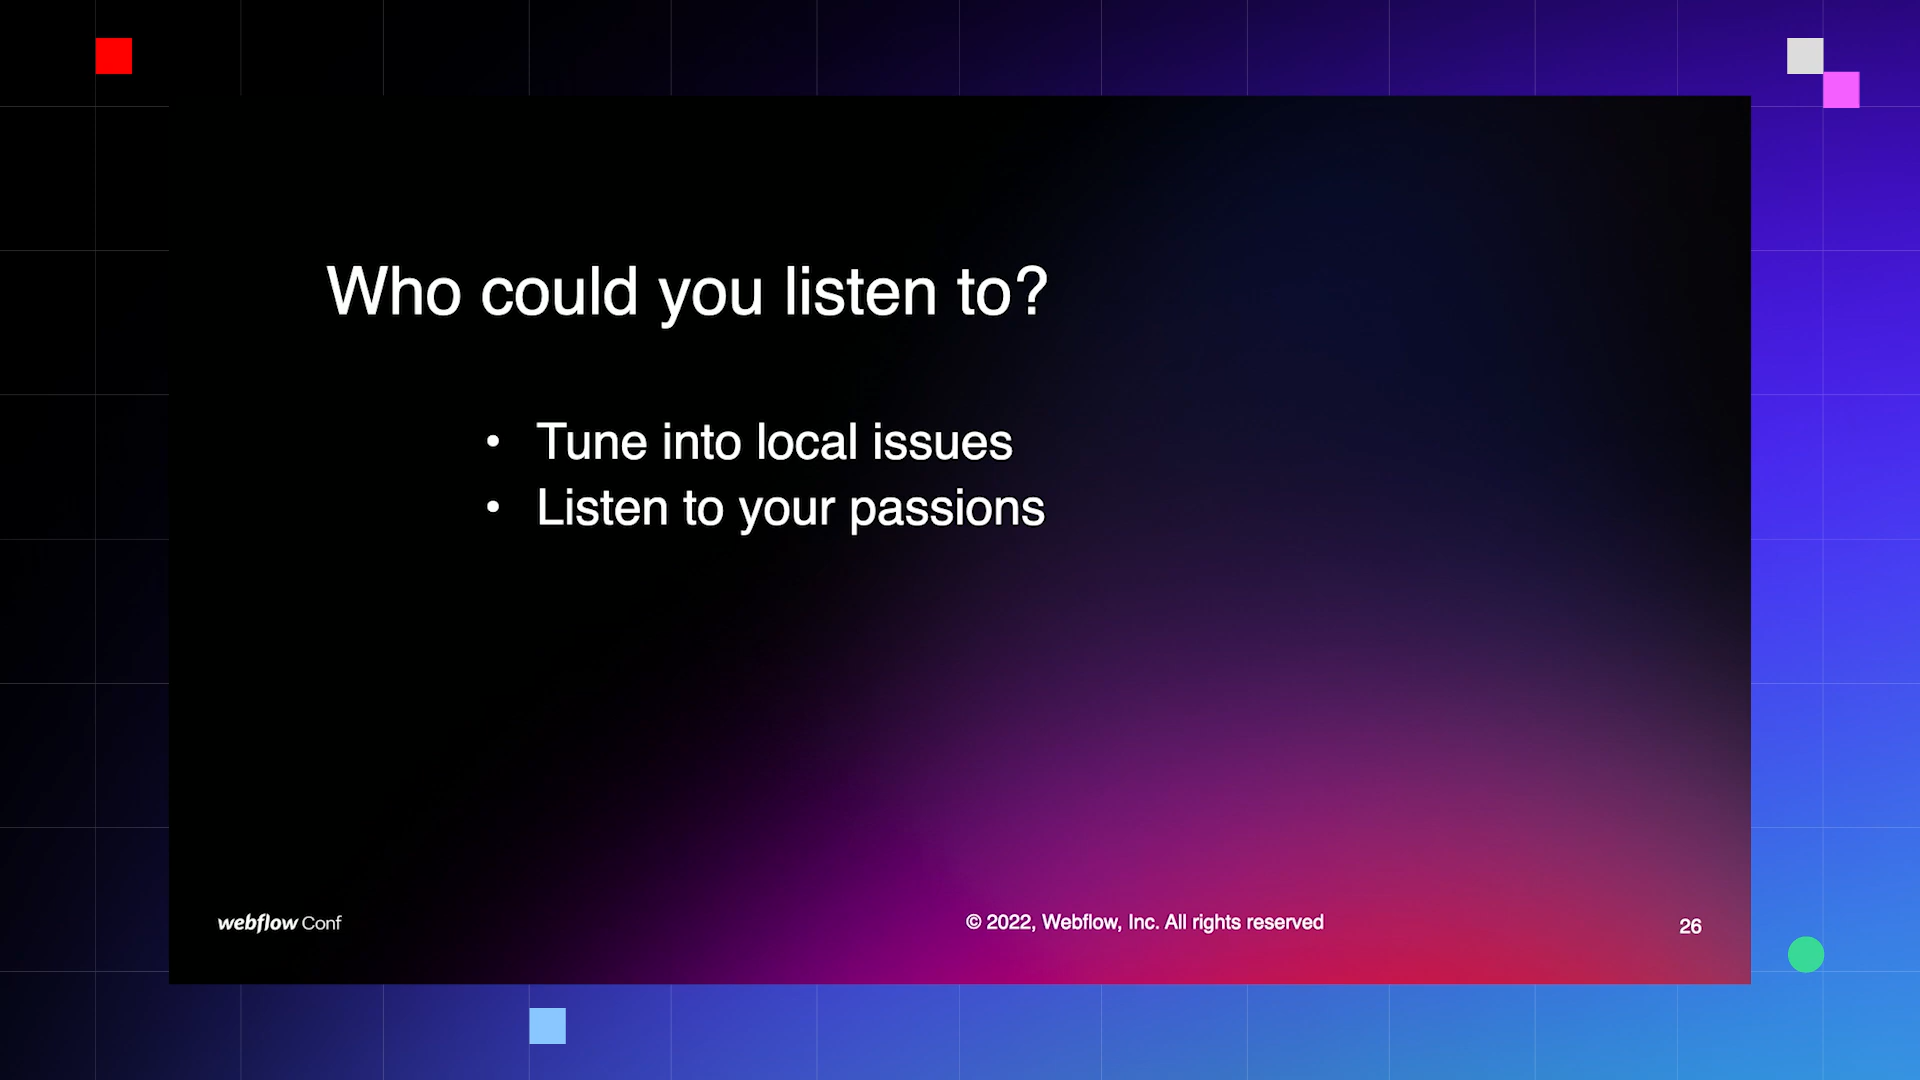 Who could you listen to?
• Tune into local issues
• Listen to your passions
webflow Conf
© 2022, Webflow, Inc. All rights reserved
26